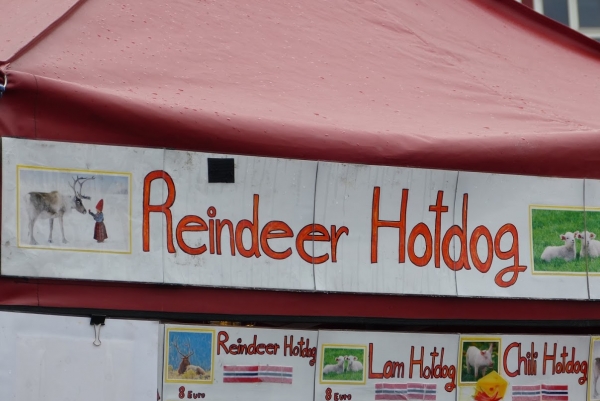 Reindeer Hotdog
Reindeer Hotdog
8 Euro
Lam Hotdog
8 Euro
Chili Hotdog